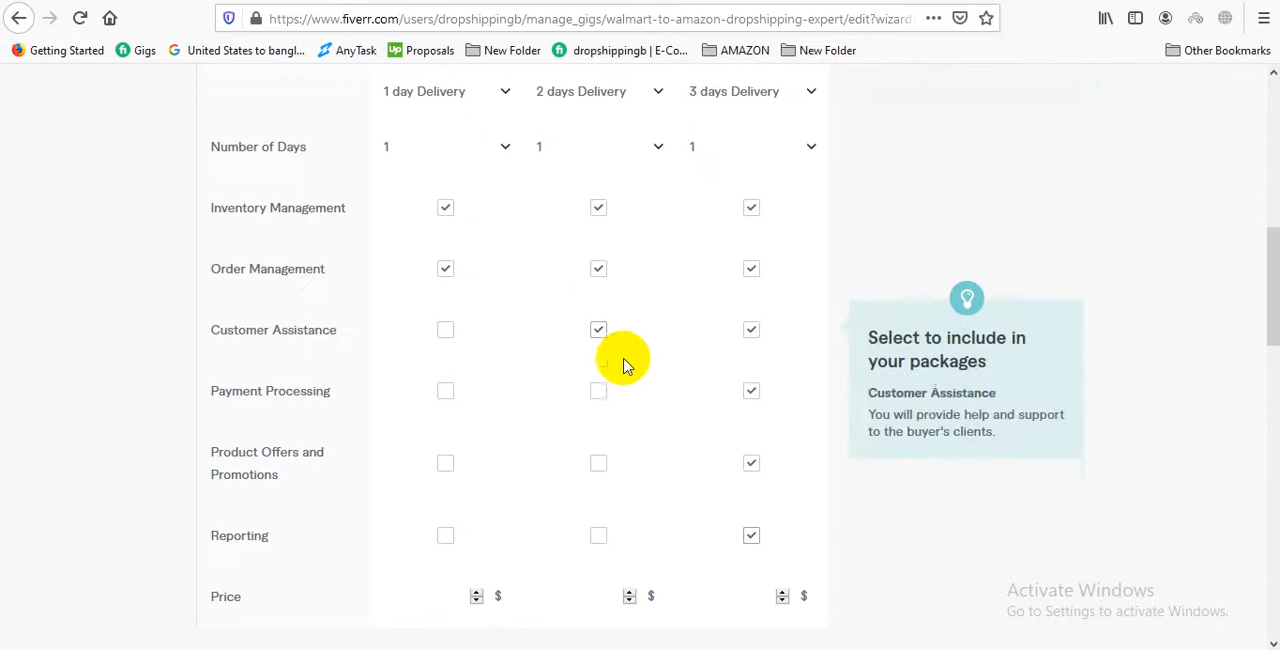 https://www.fiverr.com/users/dropshippingb/manage_gigs/walmart-to-amazon-dropshipping-expert/edit?wizard
Getting Started Gigs United States to bangl... AnyTask Up Proposals New Folder dropshippingb | E-Co... AMAZON New Folder Other Bookmarks
1 day Delivery 2 days Delivery 3 days Delivery
Number of Days 1 1 1
Inventory Management
Order Management
Customer Assistance
Select to include in
your packages
Customer Assistance
You will provide help and support
to the buyer's clients.
Payment Processing
Product Offers and
Promotions
Reporting
Price $ $ $
Activate Windows
Go to Settings to activate Windows.